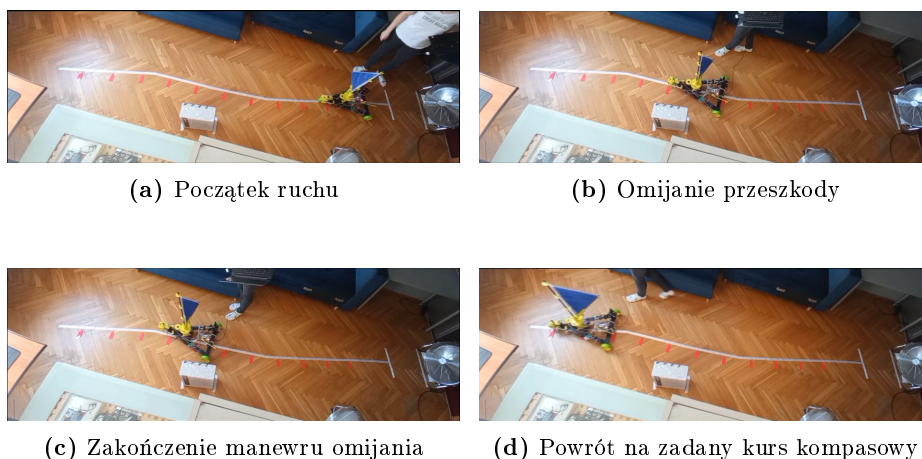 (a) Początek ruchu
(b) Omijanie przeszkody
(c) Zakończenie manewru omijania
(d) Powrót na zadany kurs kompasowy